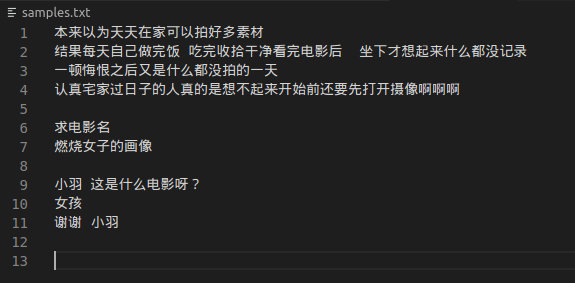 samples.txt
1 本来以为天天在家可以拍好多素材
2 结果每天自己做完饭 吃完收拾干净看完电影后  坐下才想起来什么都没记录
3 一顿悔恨之后又是什么都没拍的一天
4 认真宅家过日子的人真的是想不起来开始前还要先打开摄像啊啊啊
5
6 求电影名
7 燃烧女子的画像
8
9 小羽 这是什么电影呀？
10 女孩
11 谢谢 小羽
12
13